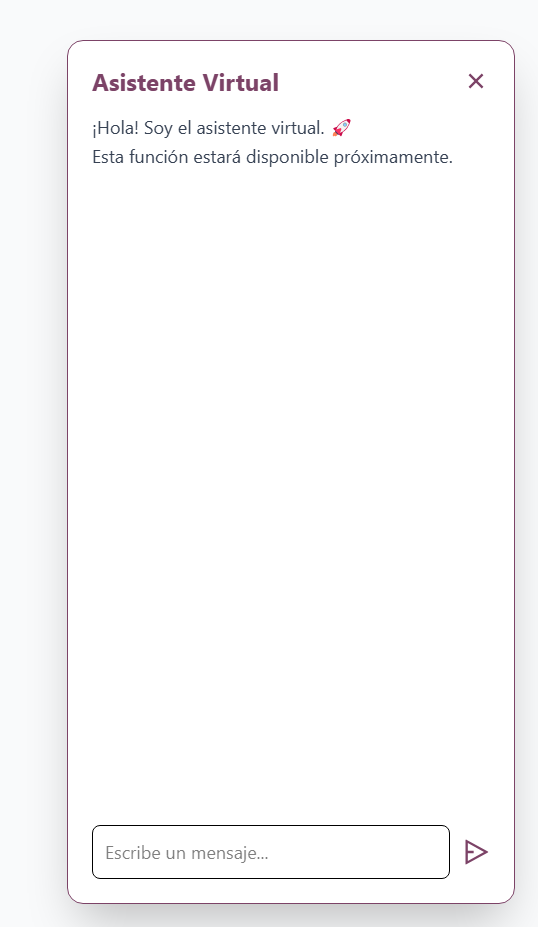 Asistente Virtual
¡Hola! Soy el asistente virtual. 🚀
Esta función estará disponible próximamente.
Escribe un mensaje...